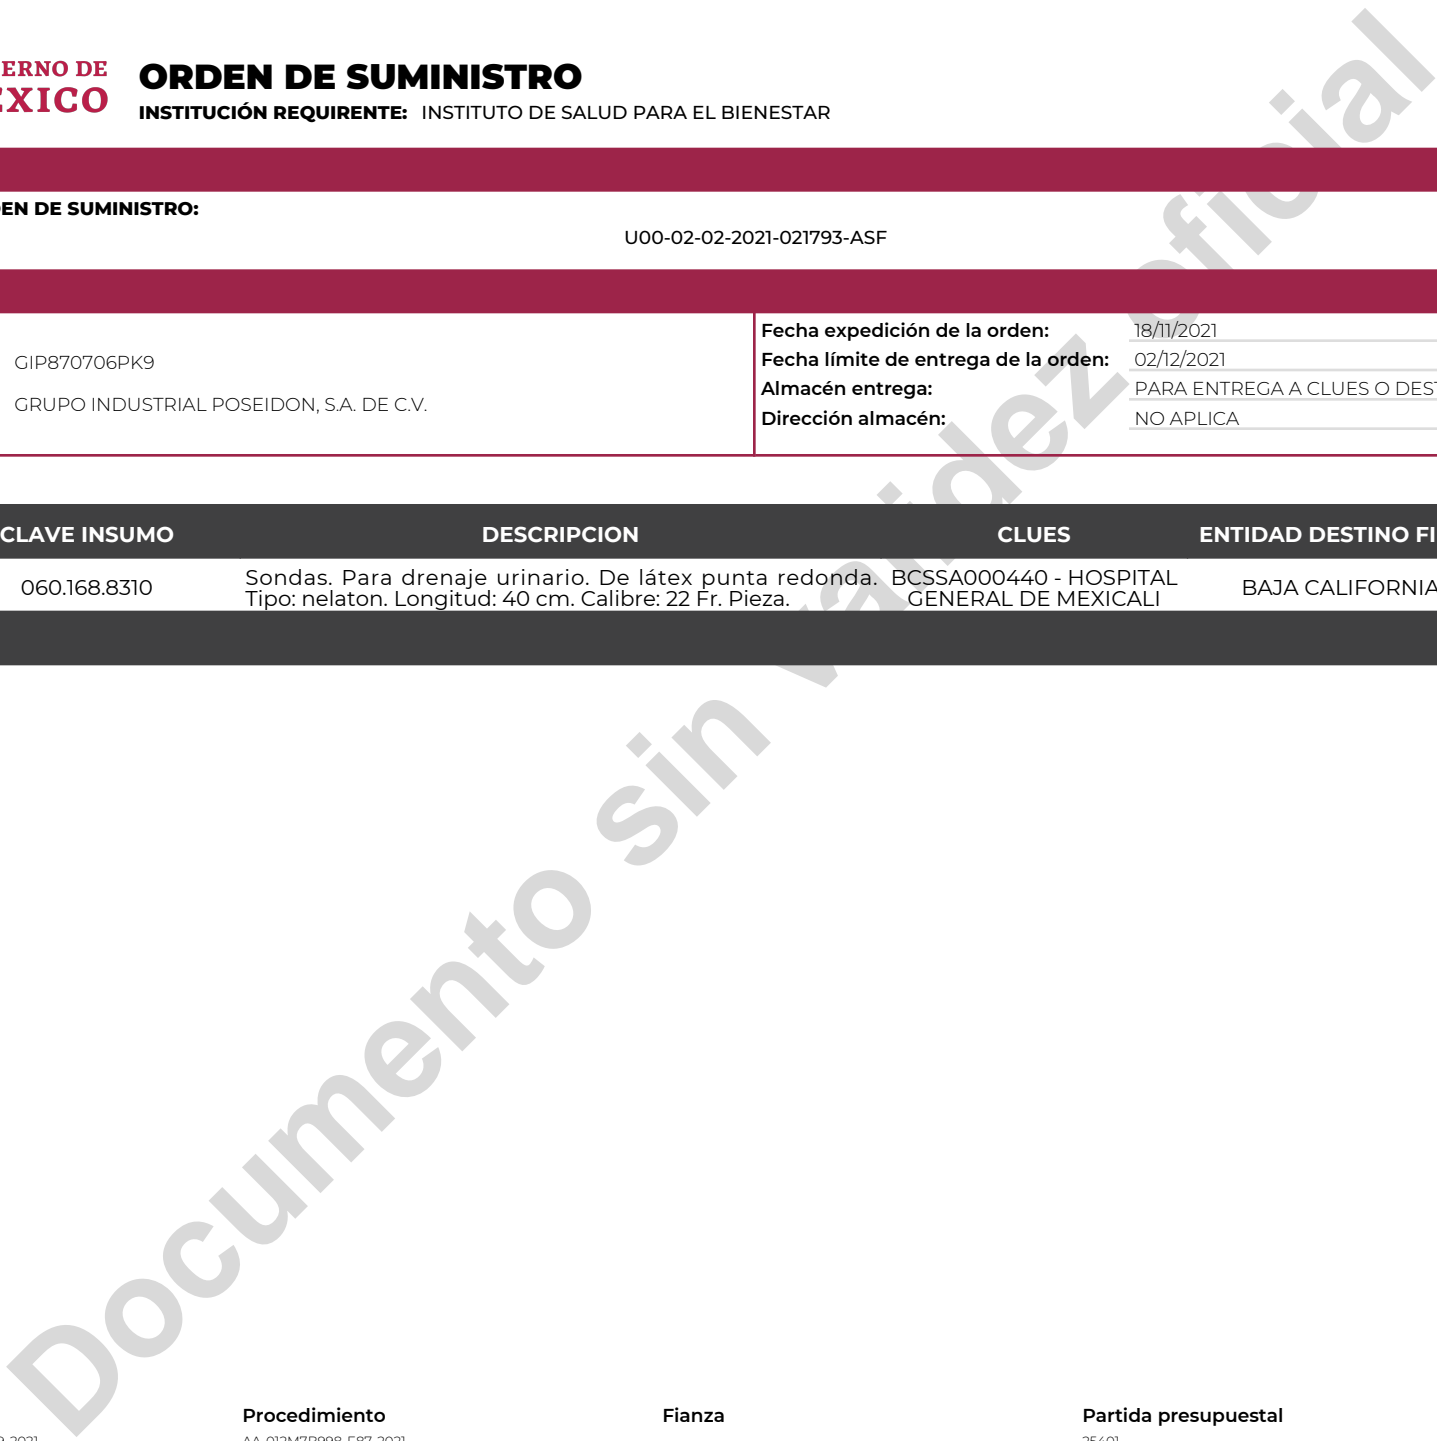 ERNO DE
EXICO
ORDEN DE SUMINISTRO
INSTITUCIÓN REQUIRENTE: INSTITUTO DE SALUD PARA EL BIENESTAR
EN DE SUMINISTRO:
U00-02-02-2021-021793-ASF
GIP870706PK9
GRUPO INDUSTRIAL POSEIDON, S.A. DE C.V.
Fecha expedición de la orden: 18/11/2021
Fecha límite de entrega de la orden: 02/12/2021
Almacén entrega: PARA ENTREGA A CLUES O DEST
Dirección almacén: NO APLICA
CLAVE INSUMO DESCRIPCION CLUES ENTIDAD DESTINO FI
060.168.8310
Sondas. Para drenaje urinario. De látex punta redonda.
Tipo: nelaton. Longitud: 40 cm. Calibre: 22 Fr. Pieza.
BCSSA000440 - HOSPITAL
GENERAL DE MEXICALI
BAJA CALIFORNIA
Documento sin validez oficial
Procedimiento Fianza Partida presupuestal